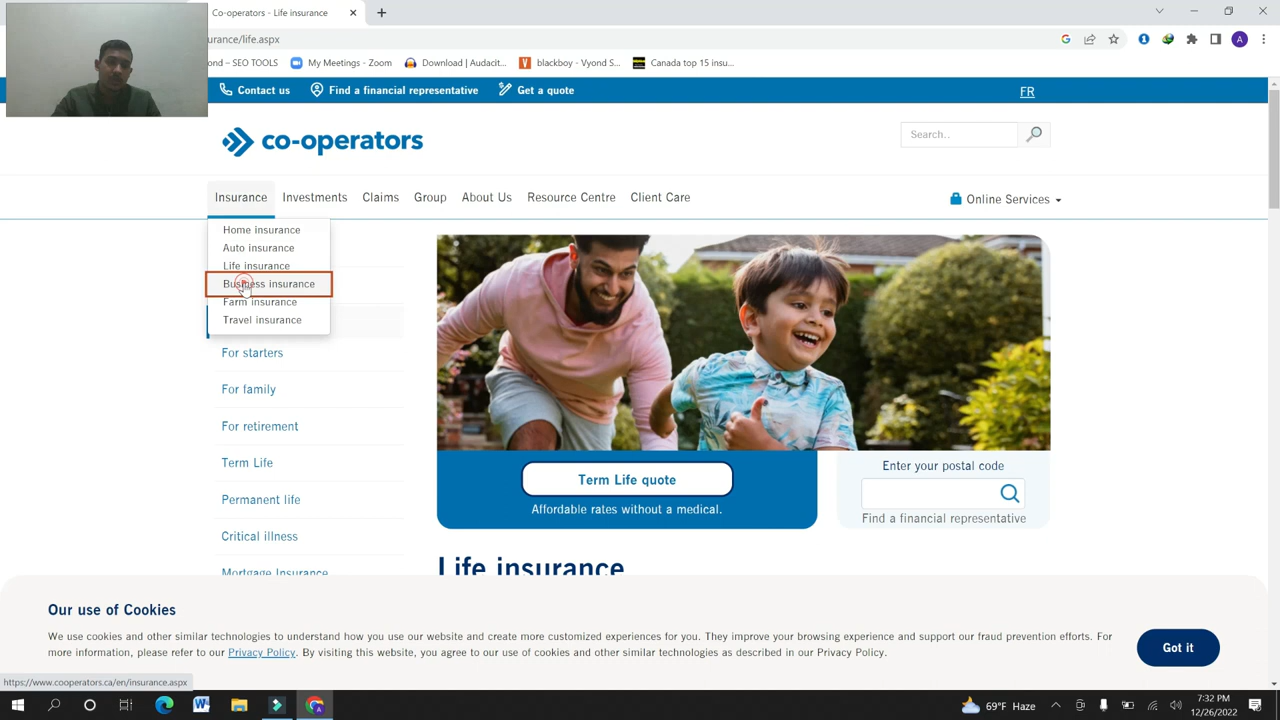 Co-operators - Life insurance
urance/life.aspx
ond – SEO TOOLS
My Meetings - Zoom
Download | Audacit...
blackboy - Vyond S...
Canada top 15 insu...
A
Contact us
Find a financial representative
Get a quote
FR
co-operators
Search..
Insurance
Investments
Claims
Group
About Us
Resource Centre
Client Care
Online Services
Home insurance
Auto insurance
Life insurance
Business insurance
Farm insurance
Travel insurance
For starters
For family
For retirement
Term Life
Permanent life
Critical illness
Mortgage Insurance
Term Life quote
Affordable rates without a medical.
Enter your postal code
Find a financial representative
Life insurance
Our use of Cookies
We use cookies and other similar technologies to understand how you use our website and create more customized experiences for you. They improve your browsing experience and support our fraud prevention efforts. For
more information, please refer to our Privacy Policy. By visiting this website, you agree to our use of cookies and other similar technologies as described in our Privacy Policy.
Got it
https://www.cooperators.ca/en/insurance.aspx
69°F Haze
7:32 PM
12/26/2022